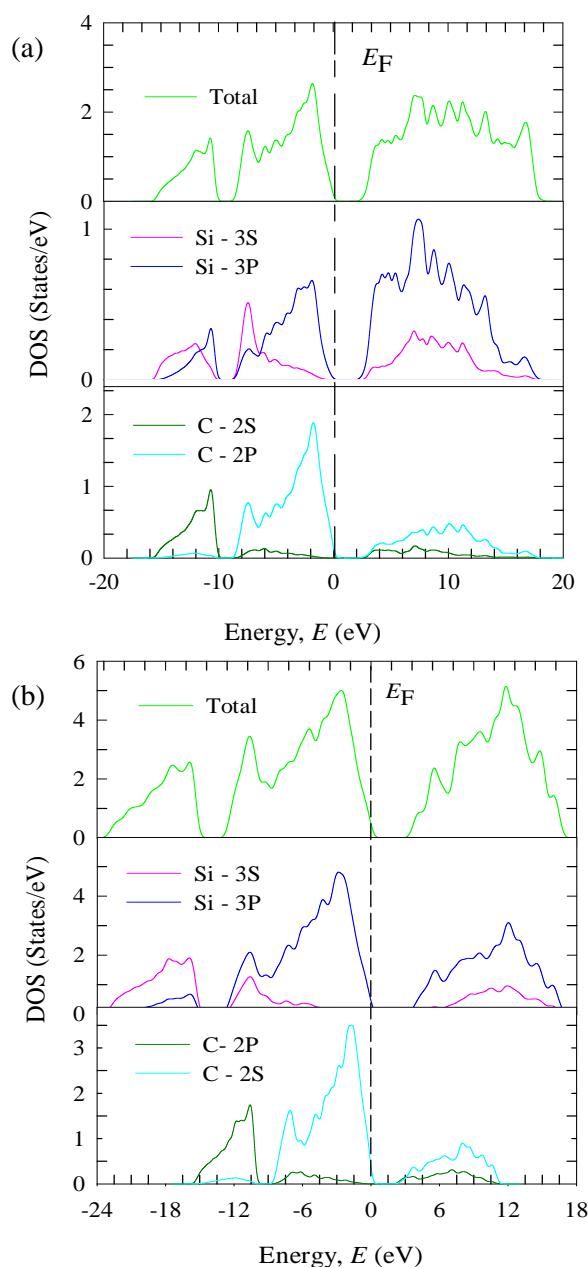 (a)
E_F
Total
4
2
0
Si - 3S
Si - 3P
1
0
DOS (States/eV)
C - 2S
C - 2P
2
1
0
-20 -10 0 10 20
Energy, E (eV)
(b)
E_F
Total
6
4
2
0
Si - 3S
Si - 3P
4
2
DOS (States/eV)
C- 2P
C - 2S
3
1
0
-24 -18 -12 -6 0 6 12 18
Energy, E (eV)